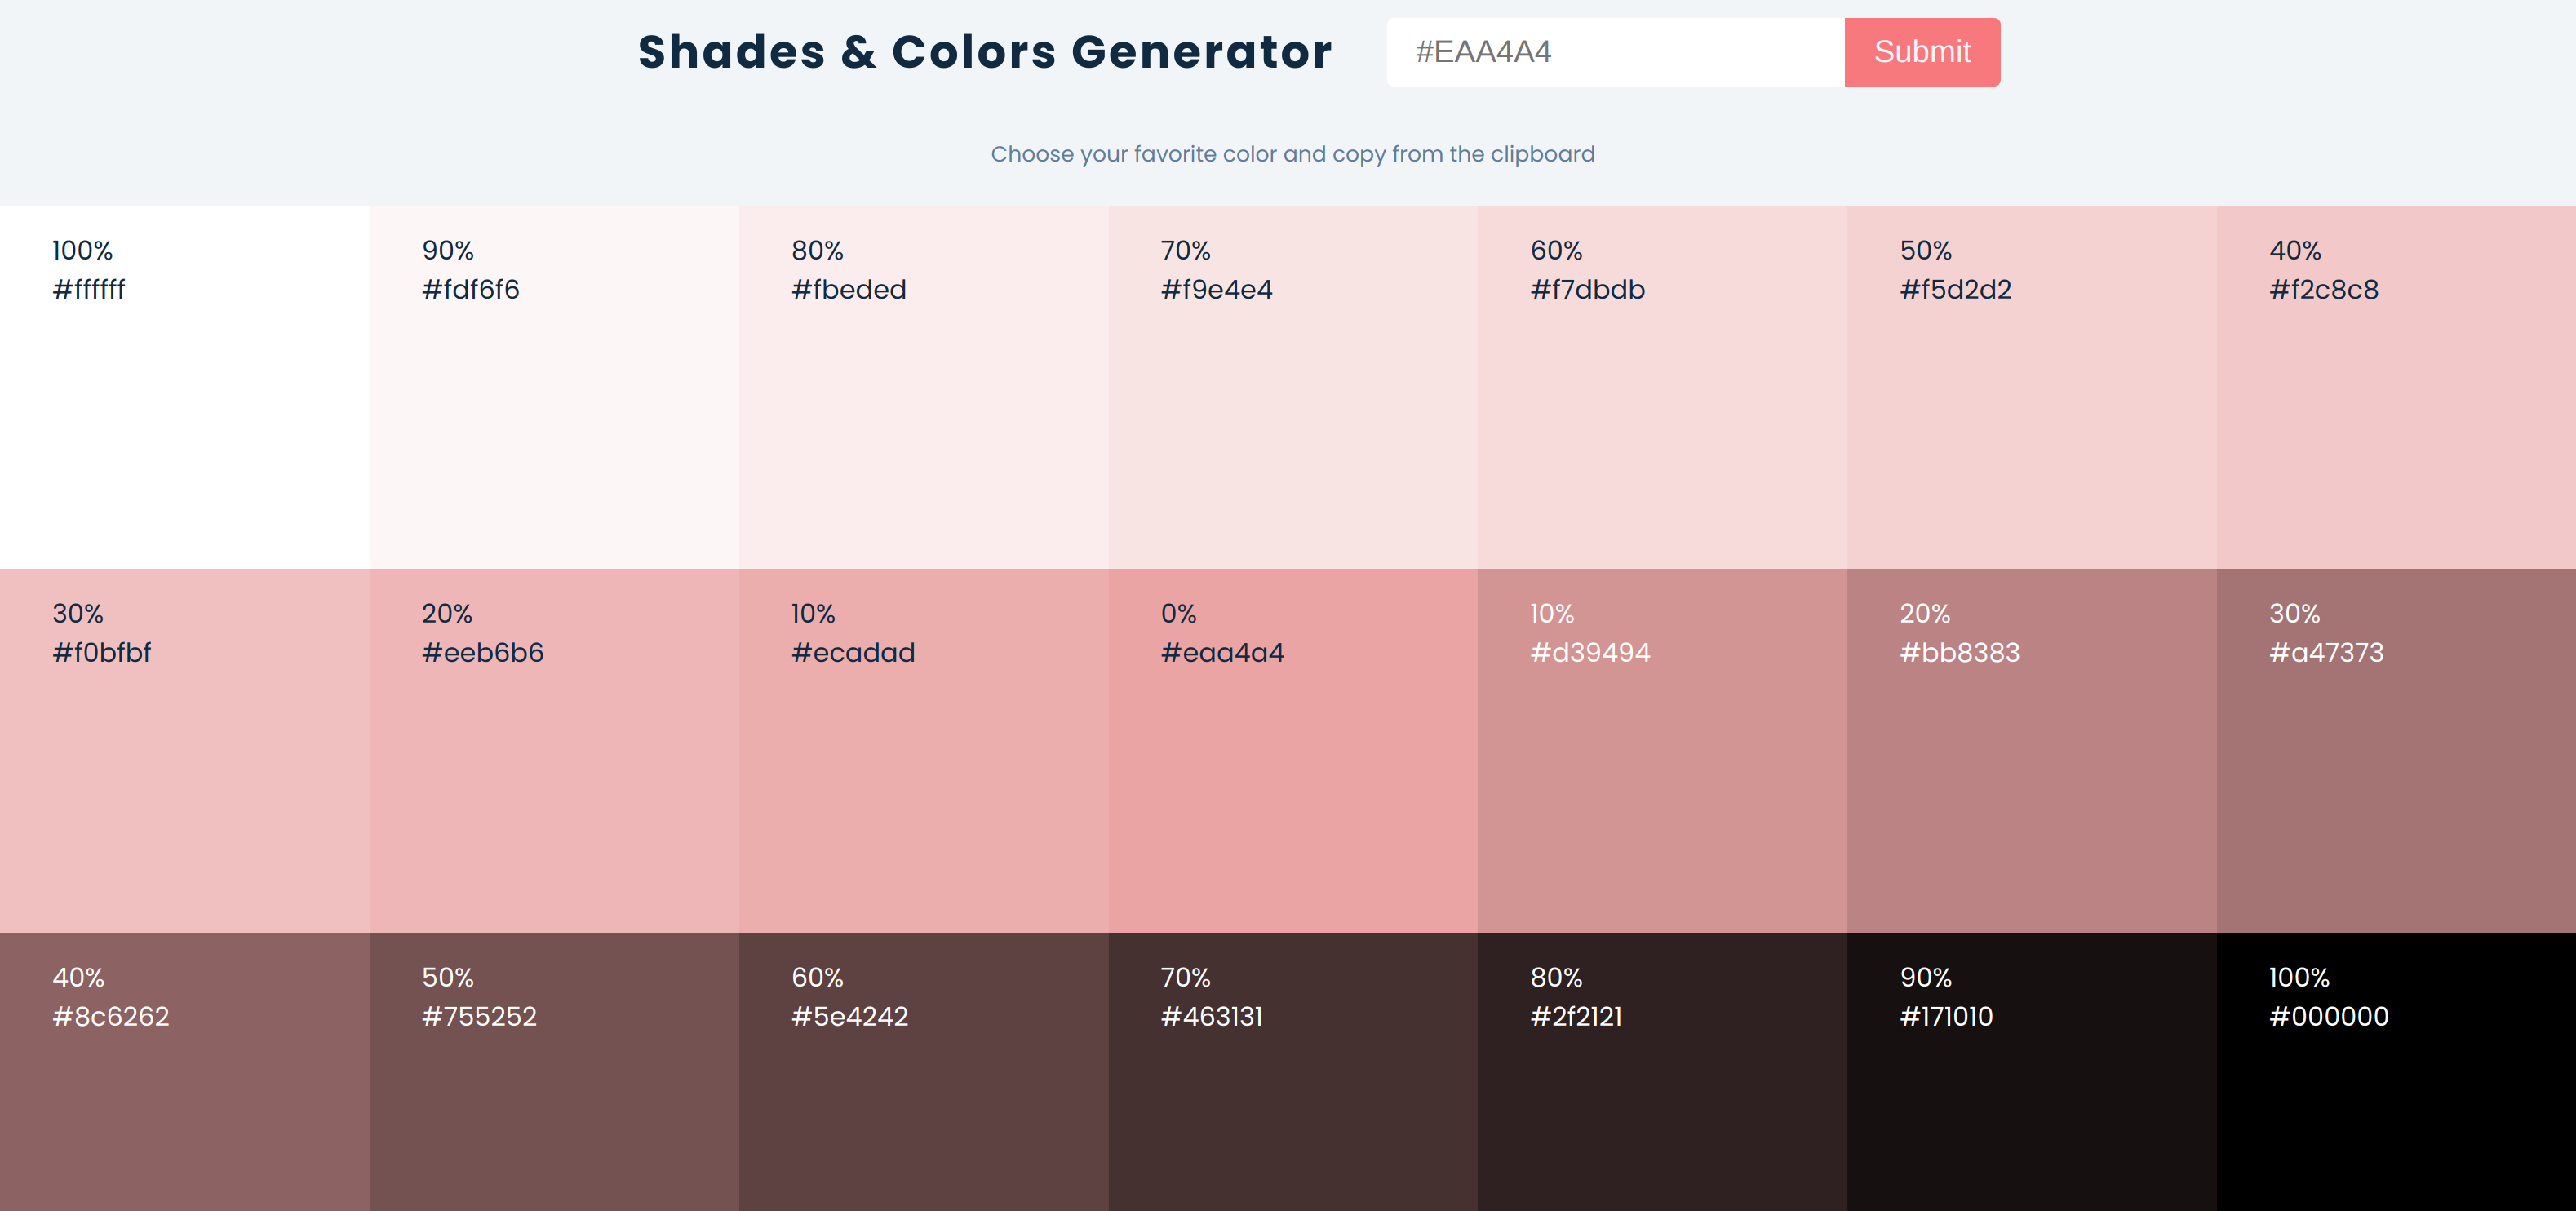 Shades & Colors Generator
#EAA4A4
Submit
Choose your favorite color and copy from the clipboard
100%
#ffffff
90%
#fdf6f6
80%
#fbeded
70%
#f9e4e4
60%
#f7dbdb
50%
#f5d2d2
40%
#f2c8c8
30%
#f0bfbf
20%
#eeb6b6
10%
#ecadad
0%
#eaa4a4
10%
#d39494
20%
#bb8383
30%
#a47373
40%
#8c6262
50%
#755252
60%
#5e4242
70%
#463131
80%
#2f2121
90%
#171010
100%
#000000